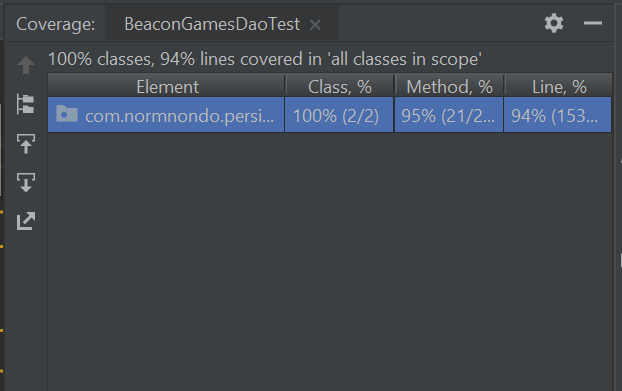 Coverage: BeaconGamesDaoTest
100% classes, 94% lines covered in 'all classes in scope'
Element Class, % Method, % Line, %
com.normnondo.persi... 100% (2/2) 95% (21/2... 94% (153...